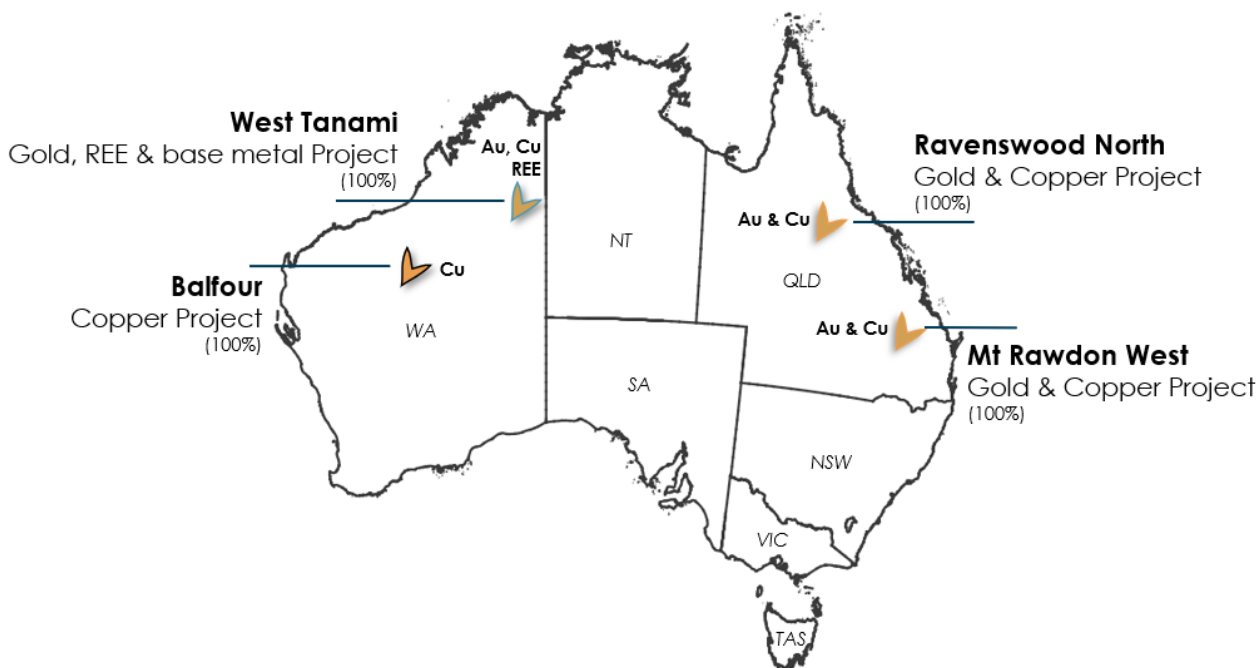 West Tanami
Gold, REE & base metal Project
(100%)
Au, Cu
REE
Balfour
Copper Project
(100%)
Cu
WA
NT
SA
QLD
NSW
VIC
TAS
Ravenswood North
Gold & Copper Project
(100%)
Au & Cu
Au & Cu
Mt Rawdon West
Gold & Copper Project
(100%)